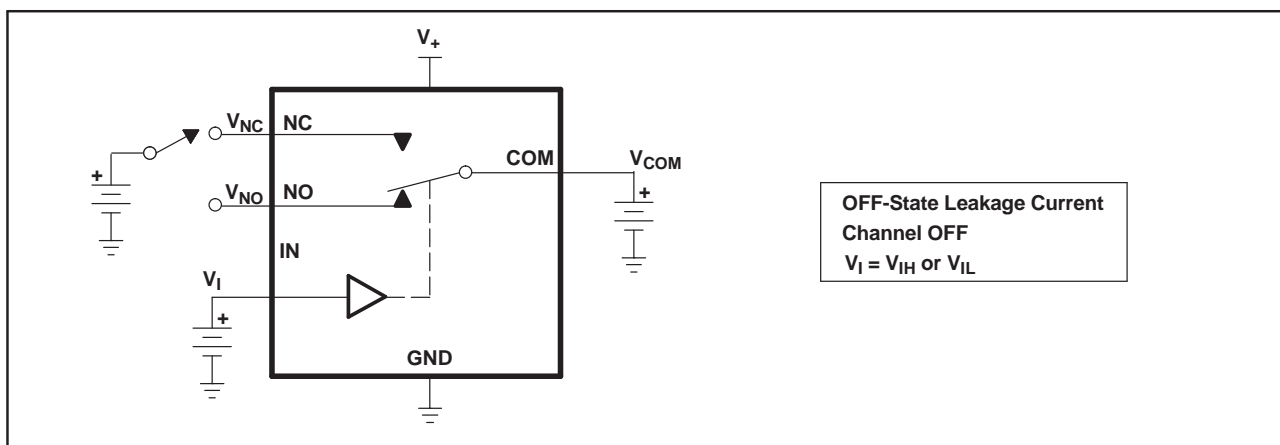 V+
VNC NC
COM VCOM
+
+
VNO NO
IN
VI
+
GND
OFF-State Leakage Current
Channel OFF
VI = VIH or VIL